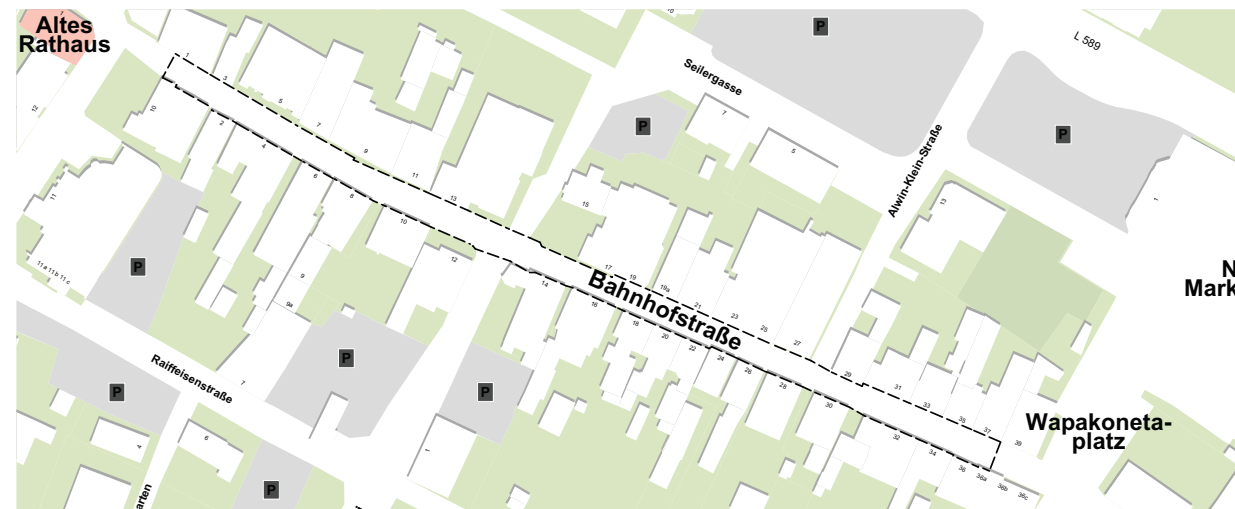 Altes
Rathaus
P
L 589
Seilergasse
P
P
Alwin-Klein-Straße
1
3
5
7
9
11
13
15
17
19
19a
21
23
25
27
29
31
33
35
37
39
10
2
4
6
8
10
12
14
16
18
20
22
24
26
28
30
32
34
36
36a
36b
36c
Bahnhofstraße
12
11
11a 11b 11c
P
9
9a
7
7
5
13
1
N
Mark
Wapakoneta-
platz
Raiffeisenstraße
P
P
P
P
4
6
1
arten